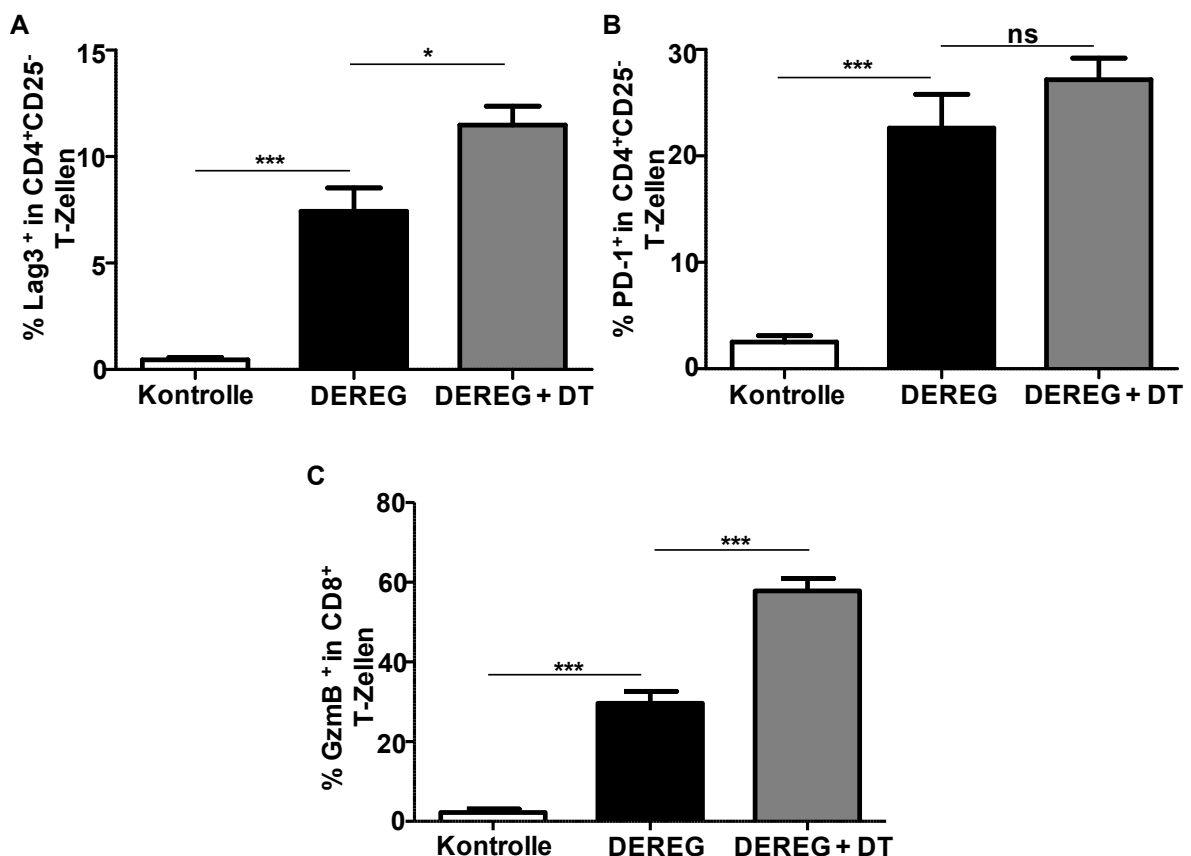 A
% Lag3 + in CD4+CD25-
T-Zellen
15
10
5
0
***
*
Kontrolle DEREG DEREG + DT
B
% PD-1+ in CD4+CD25-
T-Zellen
30
20
10
0
***
ns
Kontrolle DEREG DEREG + DT
C
% GzmB + in CD8+
T-Zellen
80
60
40
20
0
***
***
Kontrolle DEREG DEREG + DT